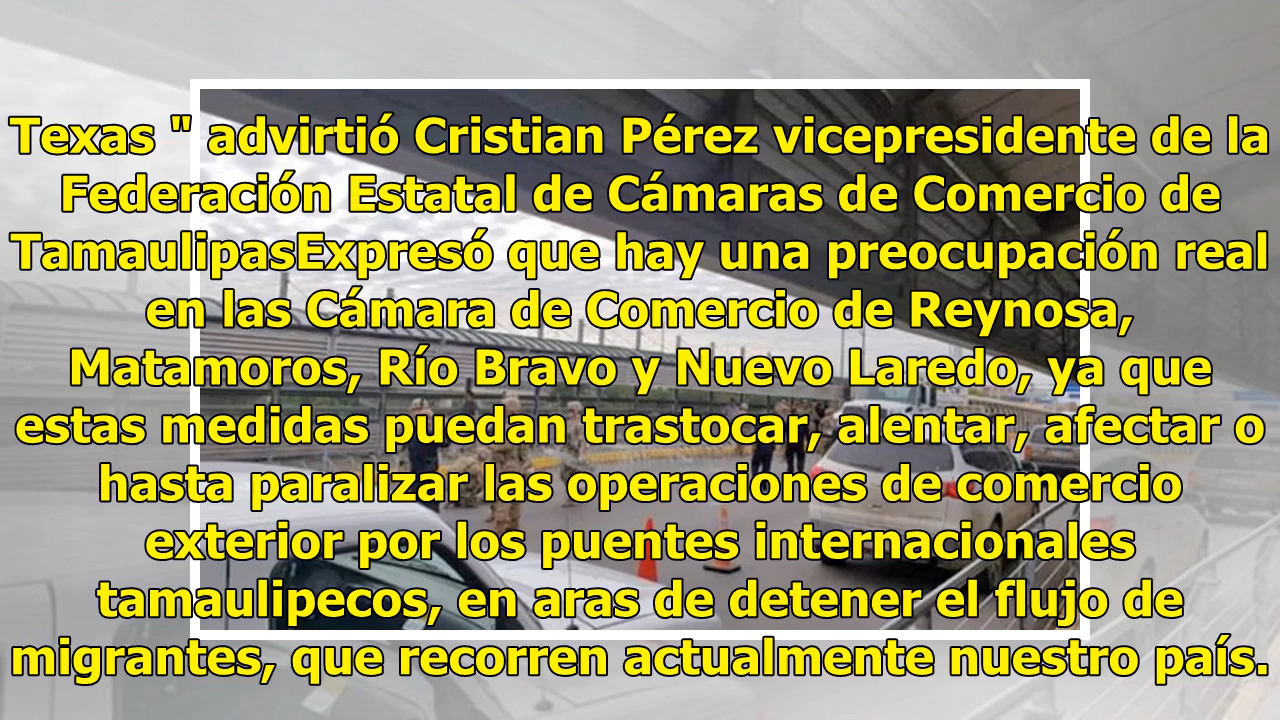 Texas " advirtió Cristian Pérez vicepresidente de la
Federación Estatal de Cámaras de Comercio de
TamaulipasExpresó que hay una preocupación real
en las Cámara de Comercio de Reynosa,
Matamoros, Río Bravo y Nuevo Laredo, ya que
estas medidas puedan trastocar, alentar, afectar o
hasta paralizar las operaciones de comercio
exterior por los puentes internacionales
tamaulipecos, en aras de detener el flujo de
migrantes, que recorren actualmente nuestro país.